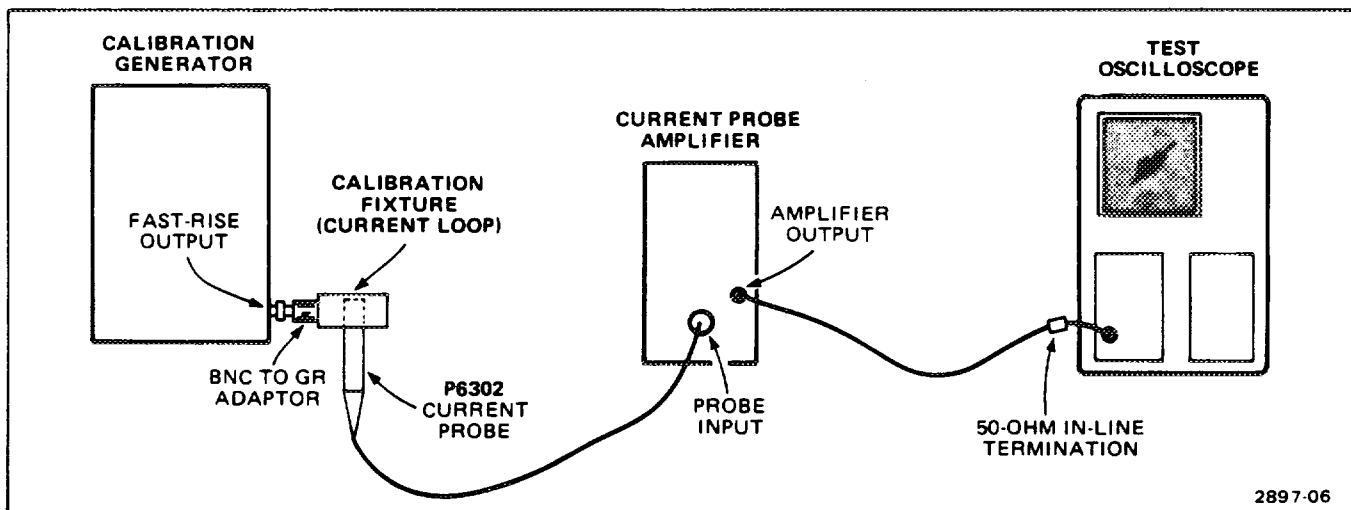 CALIBRATION
GENERATOR
FAST-RISE
OUTPUT
CALIBRATION
FIXTURE
(CURRENT LOOP)
BNC TO GR
ADAPTOR
P6302
CURRENT
PROBE
CURRENT PROBE
AMPLIFIER
AMPLIFIER
OUTPUT
PROBE
INPUT
TEST
OSCILLOSCOPE
50-OHM IN-LINE
TERMINATION
2897-06